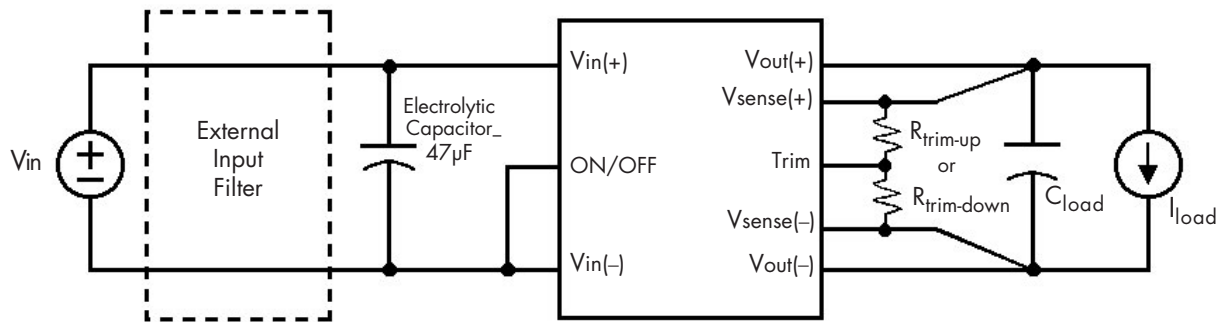 Vin
External
Input
Filter
Electrolytic
Capacitor_
47µF
Vin(+)
ON/OFF
Vin(–)
Vout(+)
Vsense(+)
Trim
Vsense(–)
Vout(–)
Rtrim-up
or
Rtrim-down
Cload
Iload